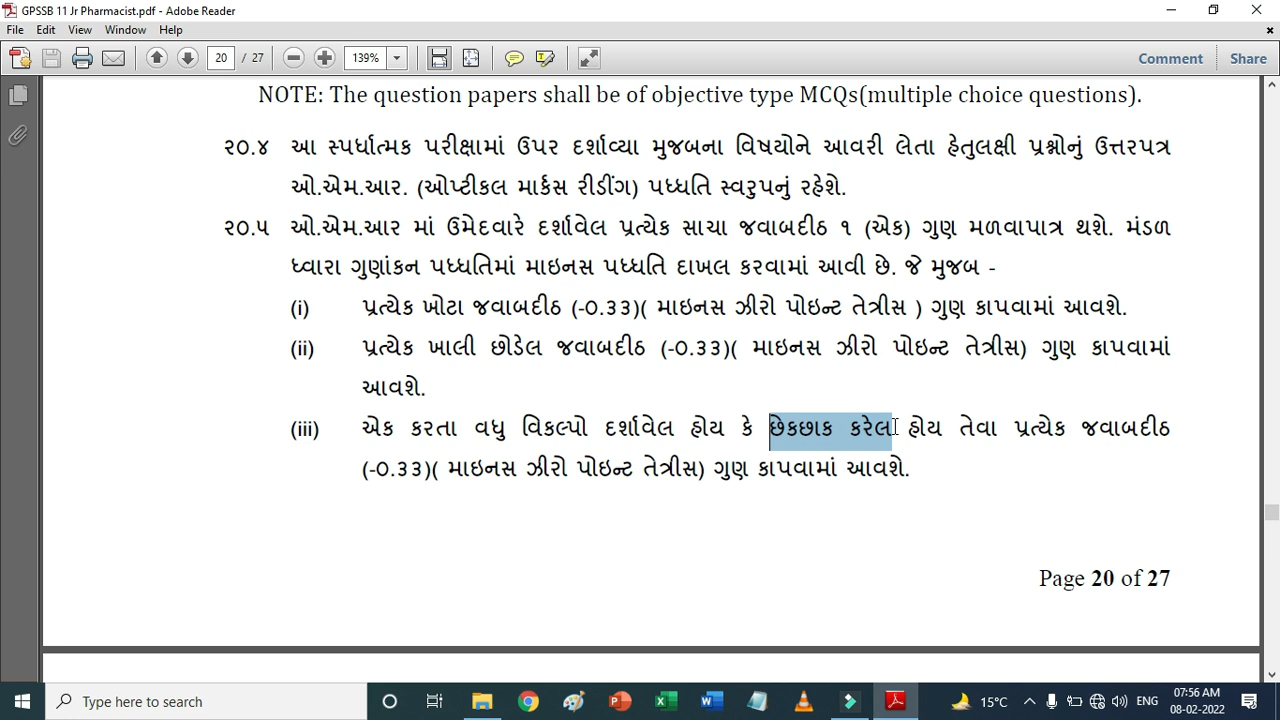 GPSSB 11 Jr Pharmacist.pdf - Adobe Reader
File Edit View Window Help
20 / 27 139% Comment Share
NOTE: The question papers shall be of objective type MCQs(multiple choice questions).
૨૦.૪ આ સ્પર્ધાત્મક પરીક્ષામાં ઉપર દર્શાવ્યા મુજબના વિષયોને આવરી લેતા હેતુલક્ષી પ્રશ્નોનું ઉત્તરપત્ર
ઓ.એમ.આર. (ઓપ્ટીકલ માર્કસ રીડીંગ) પધ્ધતિ સ્વરુપનું રહેશે.
૨૦.૫ ઓ.એમ.આર માં ઉમેદવારે દર્શાવેલ પ્રત્યેક સાચા જવાબદીઠ ૧ (એક) ગુણ મળવાપાત્ર થશે. મંડળ
ધ્વારા ગુણાંકન પધ્ધતિમાં માઇનસ પધ્ધતિ દાખલ કરવામાં આવી છે. જે મુજબ -
(i) પ્રત્યેક ખોટા જવાબદીઠ (-0.33)( માઇનસ ઝીરો પોઇન્ટ તેત્રીસ ) ગુણ કાપવામાં આવશે.
(ii) પ્રત્યેક ખાલી છોડેલ જવાબદીઠ (-0.33)( માઇનસ ઝીરો પોઇન્ટ તેત્રીસ) ગુણ કાપવામાં
આવશે.
(iii) એક કરતા વધુ વિકલ્પો દર્શાવેલ હોય કે છેકછાક કરેલ હોય તેવા પ્રત્યેક જવાબદીઠ
(-0.33)( માઇનસ ઝીરો પોઇન્ટ તેત્રીસ) ગુણ કાપવામાં આવશે.
Page 20 of 27
Type here to search 15°C ENG 07:56 AM
08-02-2022